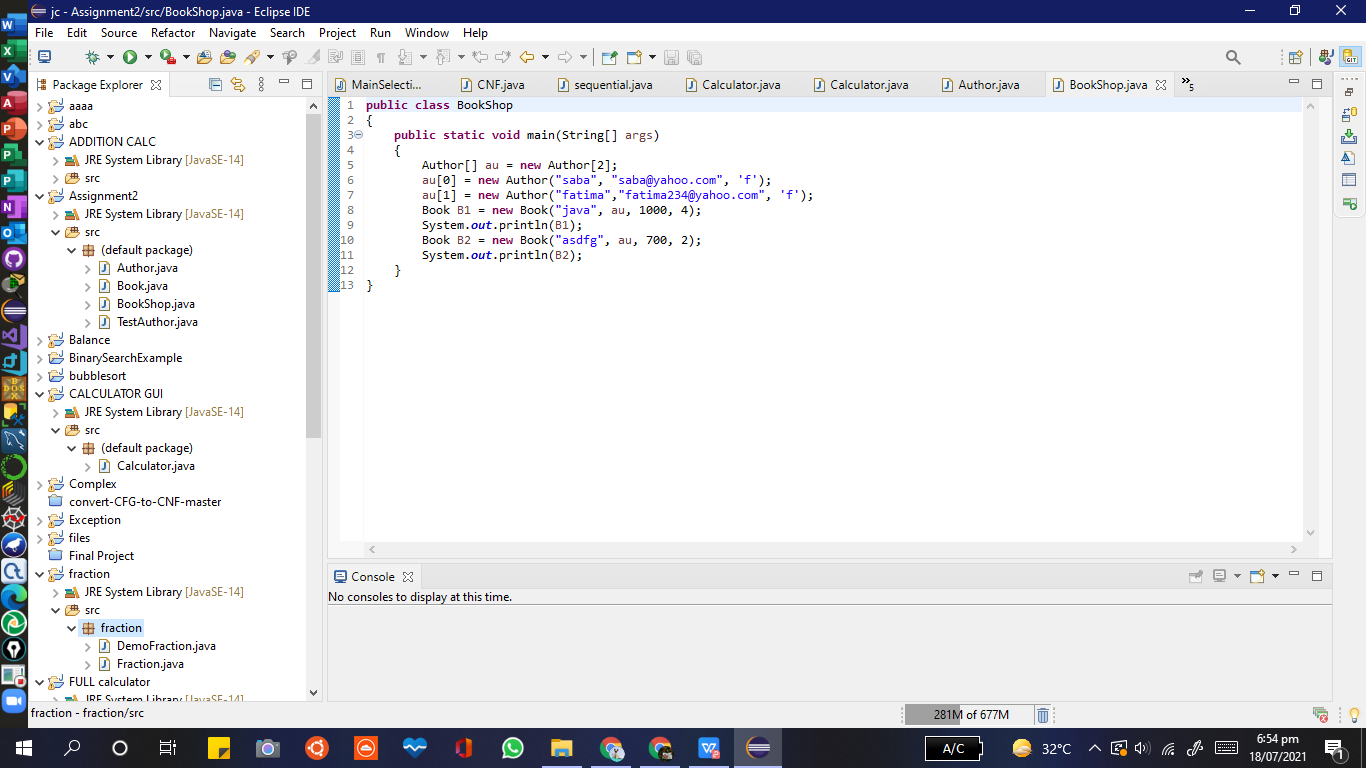 jc - Assignment2/src/BookShop.java - Eclipse IDE
File Edit Source Refactor Navigate Search Project Run Window Help
Package Explorer
aaaa
abc
ADDITION CALC
JRE System Library [JavaSE-14]
src
Assignment2
JRE System Library [JavaSE-14]
src
(default package)
Author.java
Book.java
BookShop.java
TestAuthor.java
Balance
BinarySearchExample
bubblesort
CALCULATOR GUI
JRE System Library [JavaSE-14]
src
(default package)
Calculator.java
Complex
convert-CFG-to-CNF-master
Exception
files
Final Project
fraction
JRE System Library [JavaSE-14]
src
fraction
DemoFraction.java
Fraction.java
FULL calculator
JRE System Library [JavaSE-14]
MainSelecti... CNF.java sequential.java Calculator.java Calculator.java Author.java BookShop.java »5
1 public class BookShop
2 {
3 public static void main(String[] args)
4 {
5 Author[] au = new Author[2];
6 au[0] = new Author("saba", "saba@yahoo.com", 'f');
7 au[1] = new Author("fatima","fatima234@yahoo.com", 'f');
8 Book B1 = new Book("java", au, 1000, 4);
9 System.out.println(B1);
10 Book B2 = new Book("asdfg", au, 700, 2);
11 System.out.println(B2);
12 }
13 }
Console
No consoles to display at this time.
fraction - fraction/src
281M of 677M
A/C
32°C
6:54 pm
18/07/2021
1